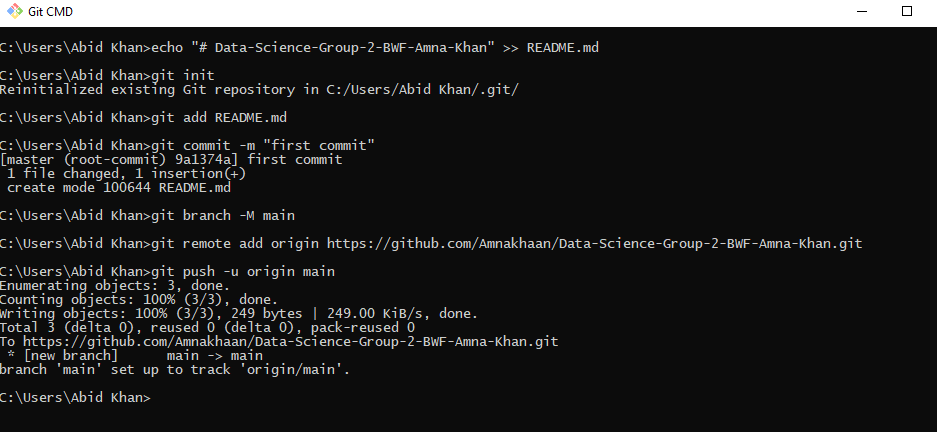 Git CMD
C:\Users\Abid Khan>echo "# Data-Science-Group-2-BWF-Amna-Khan" >> README.md
C:\Users\Abid Khan>git init
Reinitialized existing Git repository in C:/Users/Abid Khan/.git/
C:\Users\Abid Khan>git add README.md
C:\Users\Abid Khan>git commit -m "first commit"
[master (root-commit) 9a1374a] first commit
 1 file changed, 1 insertion(+)
 create mode 100644 README.md
C:\Users\Abid Khan>git branch -M main
C:\Users\Abid Khan>git remote add origin https://github.com/Amnakhaan/Data-Science-Group-2-BWF-Amna-Khan.git
C:\Users\Abid Khan>git push -u origin main
Enumerating objects: 3, done.
Counting objects: 100% (3/3), done.
Writing objects: 100% (3/3), 249 bytes | 249.00 KiB/s, done.
Total 3 (delta 0), reused 0 (delta 0), pack-reused 0
To https://github.com/Amnakhaan/Data-Science-Group-2-BWF-Amna-Khan.git
 * [new branch]      main -> main
branch 'main' set up to track 'origin/main'.
C:\Users\Abid Khan>